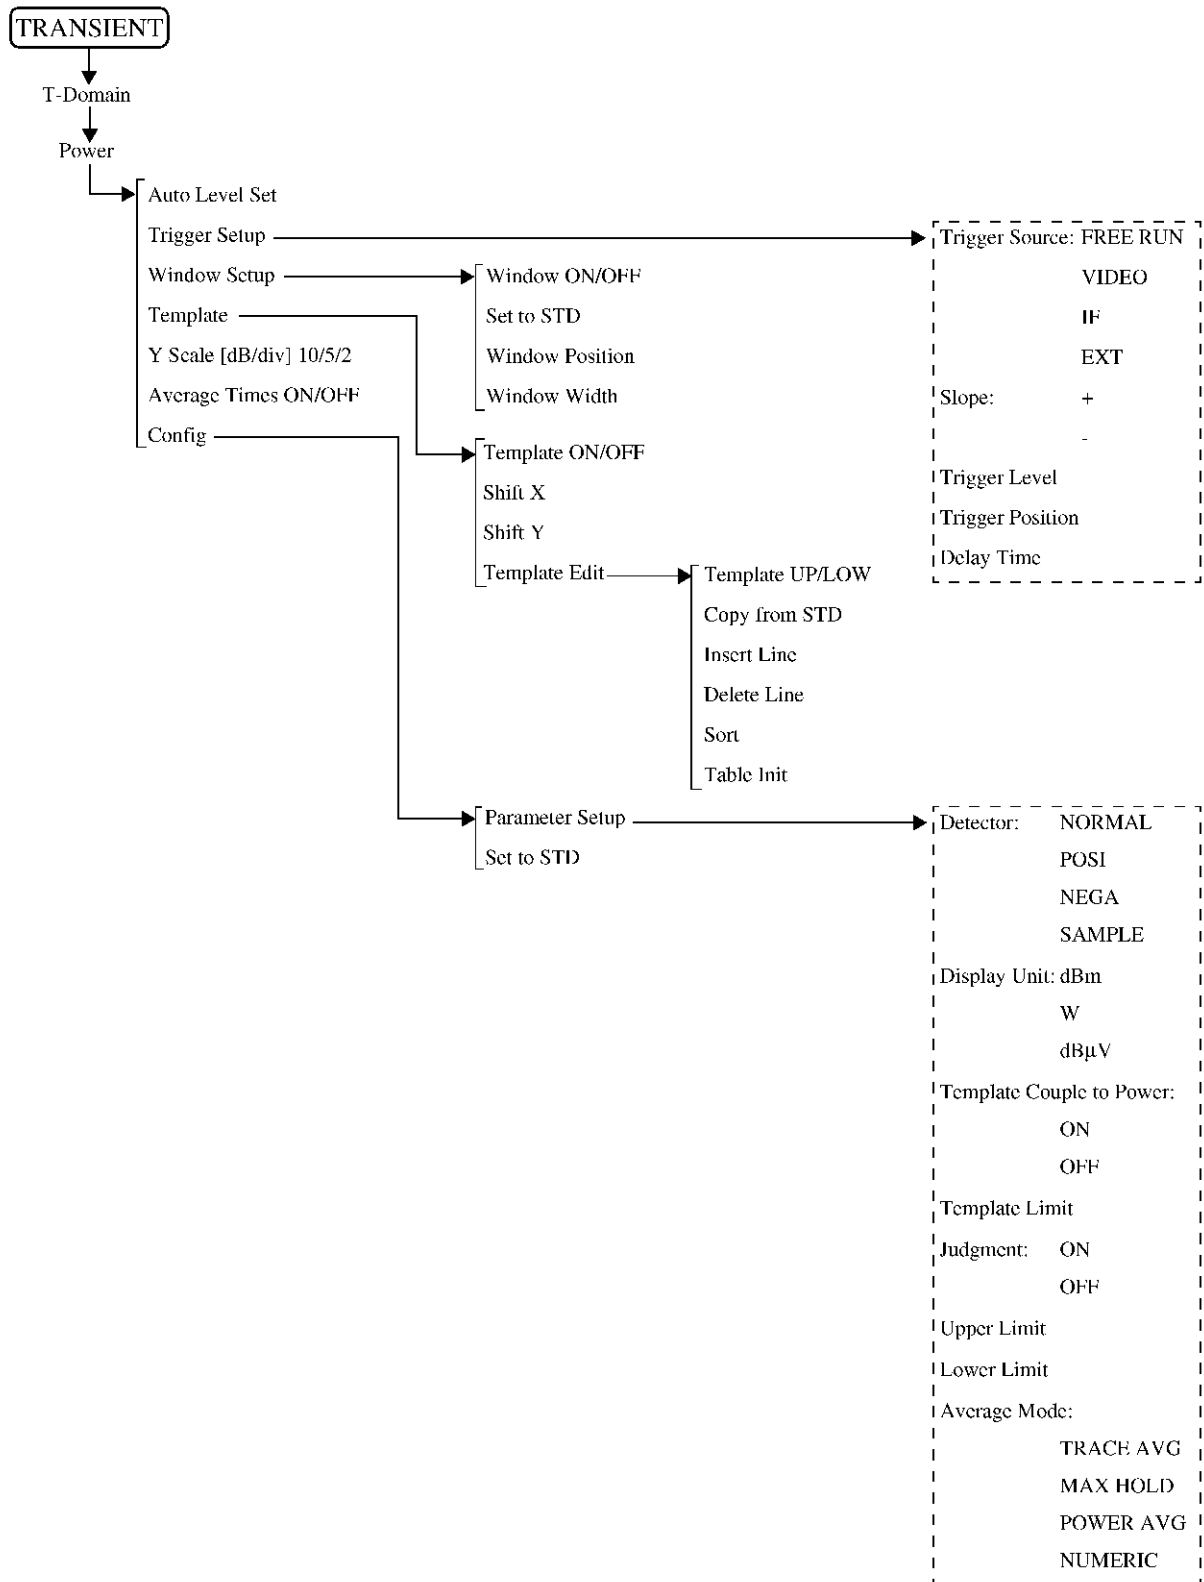 TRANSIENT
T-Domain
Power
Auto Level Set
Trigger Setup
Window Setup
Template
Y Scale [dB/div] 10/5/2
Average Times ON/OFF
Config
Window ON/OFF
Set to STD
Window Position
Window Width
Template ON/OFF
Shift X
Shift Y
Template Edit
Template UP/LOW
Copy from STD
Insert Line
Delete Line
Sort
Table Init
Trigger Source: FREE RUN
VIDEO
IF
EXT
Slope: +
-
Trigger Level
Trigger Position
Delay Time
Parameter Setup
Set to STD
Detector: NORMAL
POSI
NEGA
SAMPLE
Display Unit: dBm
W
dBµV
Template Couple to Power:
ON
OFF
Template Limit
Judgment: ON
OFF
Upper Limit
Lower Limit
Average Mode:
TRACE AVG
MAX HOLD
POWER AVG
NUMERIC